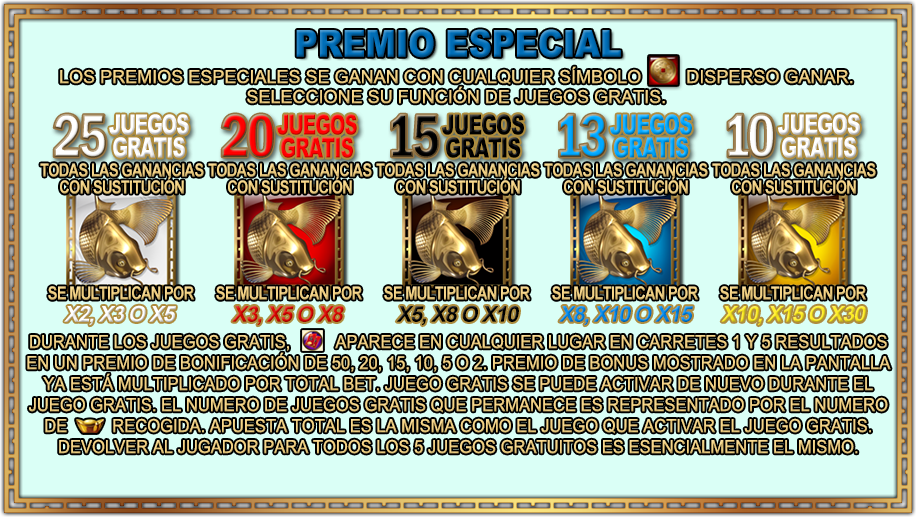 PREMIO ESPECIAL
LOS PREMIOS ESPECIALES SE GANAN CON CUALQUIER SÍMBOLO DISPERSO GANAR.
SELECCIONE SU FUNCIÓN DE JUEGOS GRATIS.
25 JUEGOS GRATIS
TODAS LAS GANANCIAS
CON SUSTITUCIÓN
SE MULTIPLICAN POR
X2, X3 O X5
20 JUEGOS GRATIS
TODAS LAS GANANCIAS
CON SUSTITUCIÓN
SE MULTIPLICAN POR
X3, X5 O X8
15 JUEGOS GRATIS
TODAS LAS GANANCIAS
CON SUSTITUCIÓN
SE MULTIPLICAN POR
X5, X8 O X10
13 JUEGOS GRATIS
TODAS LAS GANANCIAS
CON SUSTITUCIÓN
SE MULTIPLICAN POR
X8, X10 O X15
10 JUEGOS GRATIS
TODAS LAS GANANCIAS
CON SUSTITUCIÓN
SE MULTIPLICAN POR
X10, X15 O X30
DURANTE LOS JUEGOS GRATIS, APARECE EN CUALQUIER LUGAR EN CARRETES 1 Y 5 RESULTADOS
EN UN PREMIO DE BONIFICACIÓN DE 50, 20, 15, 10, 5 O 2. PREMIO DE BONUS MOSTRADO EN LA PANTALLA
YA ESTÁ MULTIPLICADO POR TOTAL BET. JUEGO GRATIS SE PUEDE ACTIVAR DE NUEVO DURANTE EL
JUEGO GRATIS. EL NUMERO DE JUEGOS GRATIS QUE PERMANECE ES REPRESENTADO POR EL NUMERO
DE RECOGIDA. APUESTA TOTAL ES LA MISMA COMO EL JUEGO QUE ACTIVAR EL JUEGO GRATIS.
DEVOLVER AL JUGADOR PARA TODOS LOS 5 JUEGOS GRATUITOS ES ESENCIALMENTE EL MISMO.